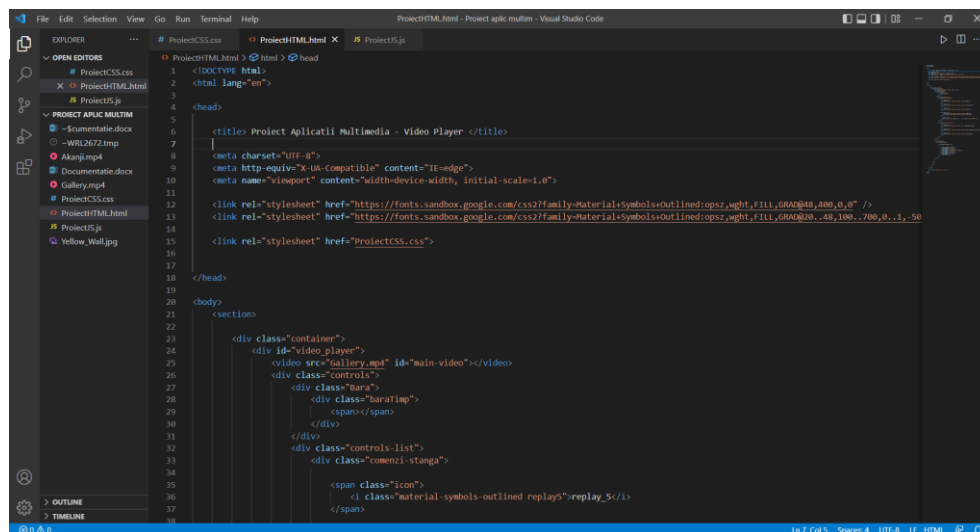 File Edit Selection View Go Run Terminal Help ProiectHTML.html - Proiect aplic multim - Visual Studio Code
EXPLORER
OPEN EDITORS
# ProiectCSS.css
ProiectHTML.html
JS ProiectJS.js
PROIECT APLIC MULTIM
~$cumentatie.docx
~WRL2672.tmp
Akanji.mp4
Documentatie.docx
Gallery.mp4
# ProiectCSS.css
ProiectHTML.html
JS ProiectJS.js
Yellow_Wall.jpg
OUTLINE
TIMELINE
# ProiectCSS.css ProiectHTML.html JS ProiectJS.js
ProiectHTML.html > html > head
1 <!DOCTYPE html>
2 <html lang="en">
3
4 <head>
5
6 <title> Proiect Aplicatii Multimedia - Video Player </title>
7
8 <meta charset="UTF-8">
9 <meta http-equiv="X-UA-Compatible" content="IE=edge">
10 <meta name="viewport" content="width=device-width, initial-scale=1.0">
11
12 <link rel="stylesheet" href="https://fonts.sandbox.google.com/css2?family=Material+Symbols+Outlined:opsz,wght,FILL,GRAD@48,400,0,0" />
13 <link rel="stylesheet" href="https://fonts.sandbox.google.com/css2?family=Material+Symbols+Outlined:opsz,wght,FILL,GRAD@20..48,100..700,0..1,-50
14
15 <link rel="stylesheet" href="ProiectCSS.css">
16
17
18 </head>
19
20 <body>
21 <section>
22
23 <div class="container">
24 <div id="video_player">
25 <video src="Gallery.mp4" id="main-video"></video>
26 <div class="controls">
27 <div class="Bara">
28 <div class="baraTimp">
29 <span></span>
30 </div>
31 </div>
32 <div class="controls-list">
33 <div class="comenzi-stanga">
34
35 <span class="icon">
36 <i class="material-symbols-outlined replay5">replay_5</i>
37 </span>
38
0 0 Ln 7, Col 5 Spaces: 4 UTF-8 LF HTML